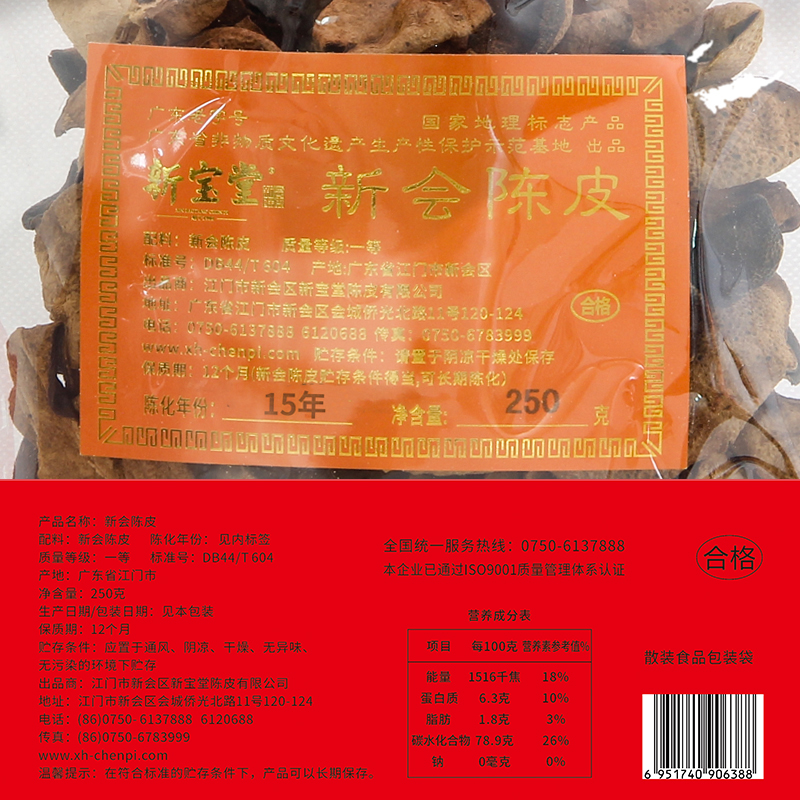 广东老字号
国家地理标志产品
广东省非物质文化遗产生产性保护示范基地 出品
新宝堂
新会陈皮
配料：新会陈皮 质量等级:一等
标准号：DB44/T 604 产地:广东省江门市新会区
出品商：江门市新会区新宝堂陈皮有限公司
地址：广东省江门市新会区会城侨光北路11号120-124
电话：0750-6137888 6120688 传真：0750-6783999
www.xh-chenpi.com 贮存条件：请置于阴凉干燥处保存
保质期：12个月(新会陈皮贮存条件得当,可长期陈化)
合格
陈化年份：15年 净含量：250 克
产品名称：新会陈皮
配料：新会陈皮 陈化年份：见内标签
质量等级：一等 标准号：DB44/T 604
产地：广东省江门市
净含量：250克
生产日期/包装日期：见本包装
保质期：12个月
贮存条件：应置于通风、阴凉、干燥、无异味、
无污染的环境下贮存
出品商：江门市新会区新宝堂陈皮有限公司
地址：江门市新会区会城侨光北路11号120-124
电话：(86)0750- 6137888 6120688
传真：(86)0750-6783999
www.xh-chenpi.com
温馨提示：在符合标准的贮存条件下，产品可以长期保存。
全国统一服务热线：0750-6137888
本企业已通过ISO9001质量管理体系认证
合格
营养成分表
项目 每100克 营养素参考值%
能量 1516千焦 18%
蛋白质 6.3克 10%
脂肪 1.8克 3%
碳水化合物 78.9克 26%
钠 0毫克 0%
散装食品包装袋
6 951740 906388